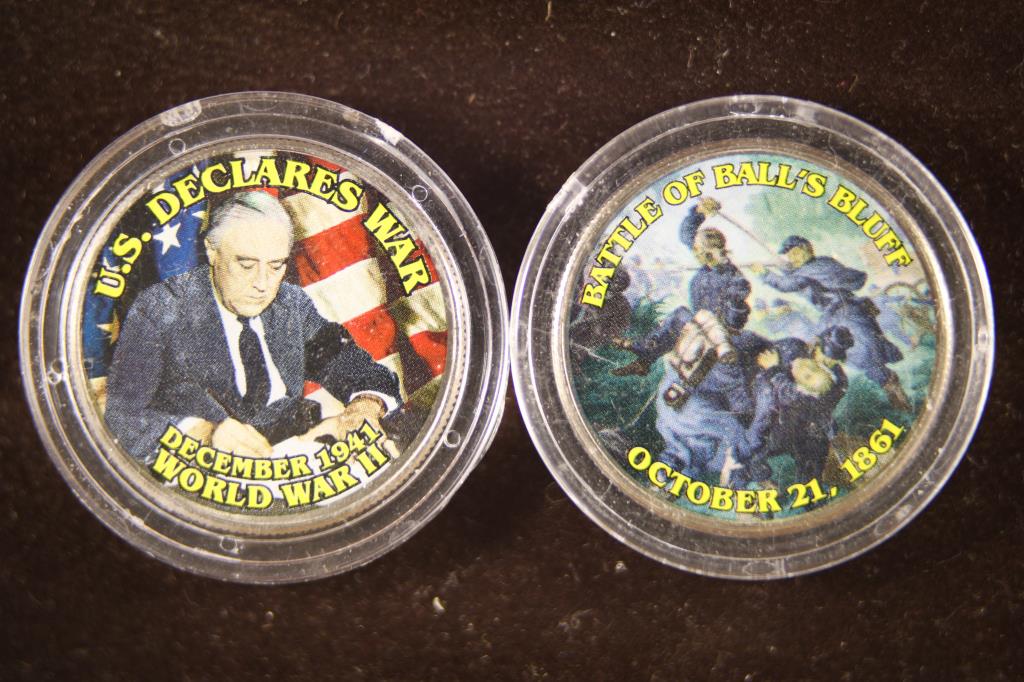 U.S. DECLARES WAR
DECEMBER 1941
WORLD WAR II
BATTLE OF BALL'S BLUFF
OCTOBER 21, 1861